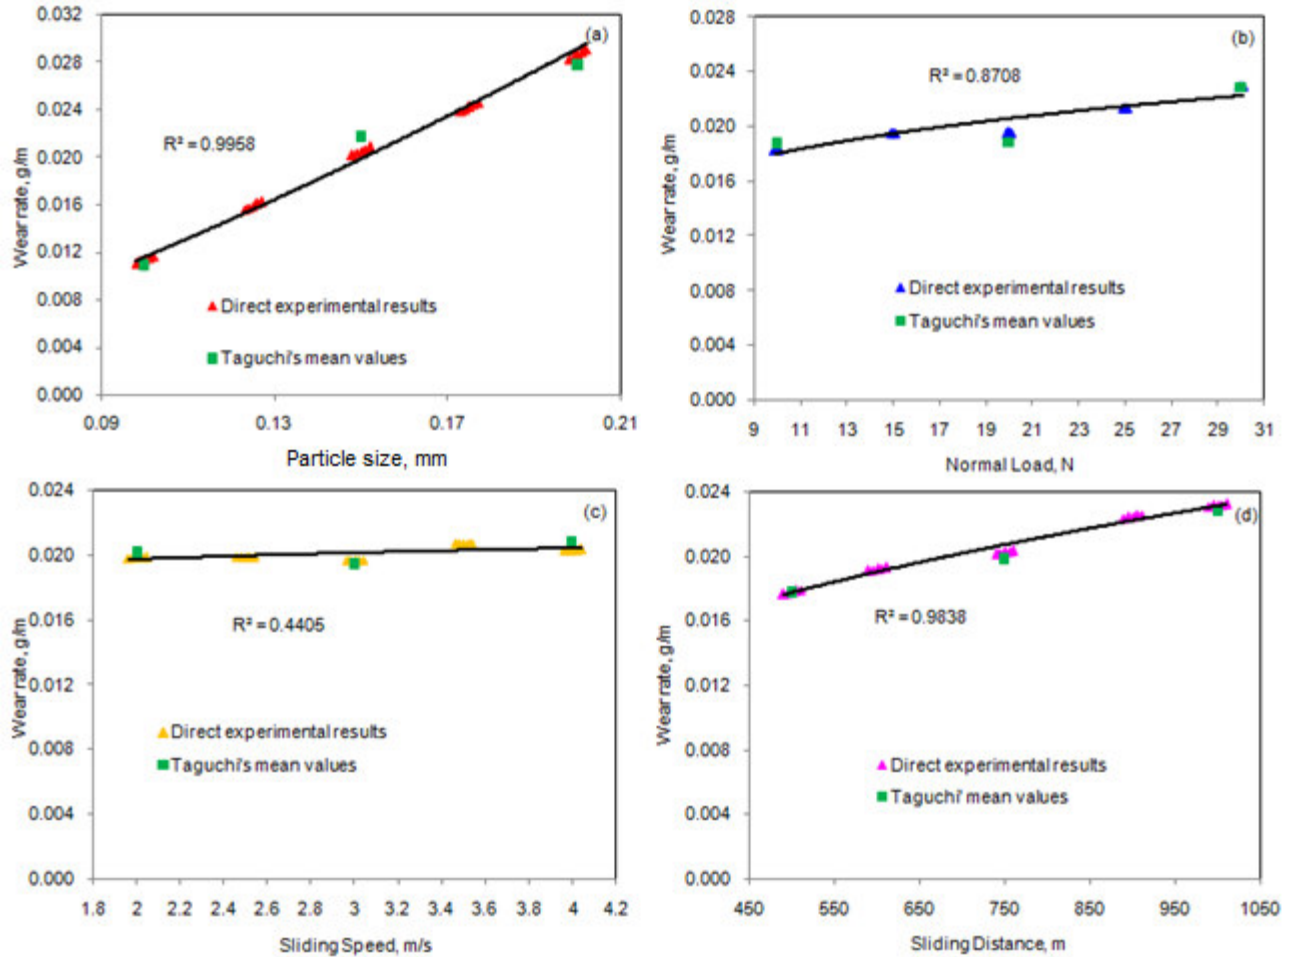 (a)
0.032
0.028
0.024
0.020
0.016
0.012
0.008
0.004
0.000
Wear rate, g/m
R² = 0.9958
Direct experimental results
Taguchi's mean values
0.09 0.13 0.17 0.21
Particle size, mm
(b)
0.028
0.024
0.020
0.016
0.012
0.008
0.004
0.000
Wear rate, g/m
R² = 0.8708
Direct experimental results
Taguchi's mean values
9 11 13 15 17 19 21 23 25 27 29 31
Normal Load, N
(c)
0.024
0.020
0.016
0.012
0.008
0.004
0.000
Wear rate, g/m
R² = 0.4405
Direct experimental results
Taguchi's mean values
1.8 2 2.2 2.4 2.6 2.8 3 3.2 3.4 3.6 3.8 4 4.2
Sliding Speed, m/s
(d)
0.024
0.020
0.016
0.012
0.008
0.004
0.000
Wear rate, g/m
R² = 0.9838
Direct experimental results
Taguchi' mean values
450 550 650 750 850 950 1050
Sliding Distance, m